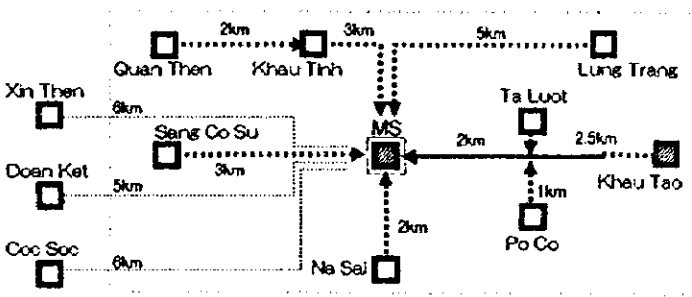 2km
3km
5km
Quan Then
Khau Tinh
Lung Trang
Xin Then
Ta Luot
6km
MS
Sang Co Su
2km
2.5km
3km
Doan Ket
Khau Tao
5km
1km
2km
Po Co
Coc Soc
6km
Na Sai